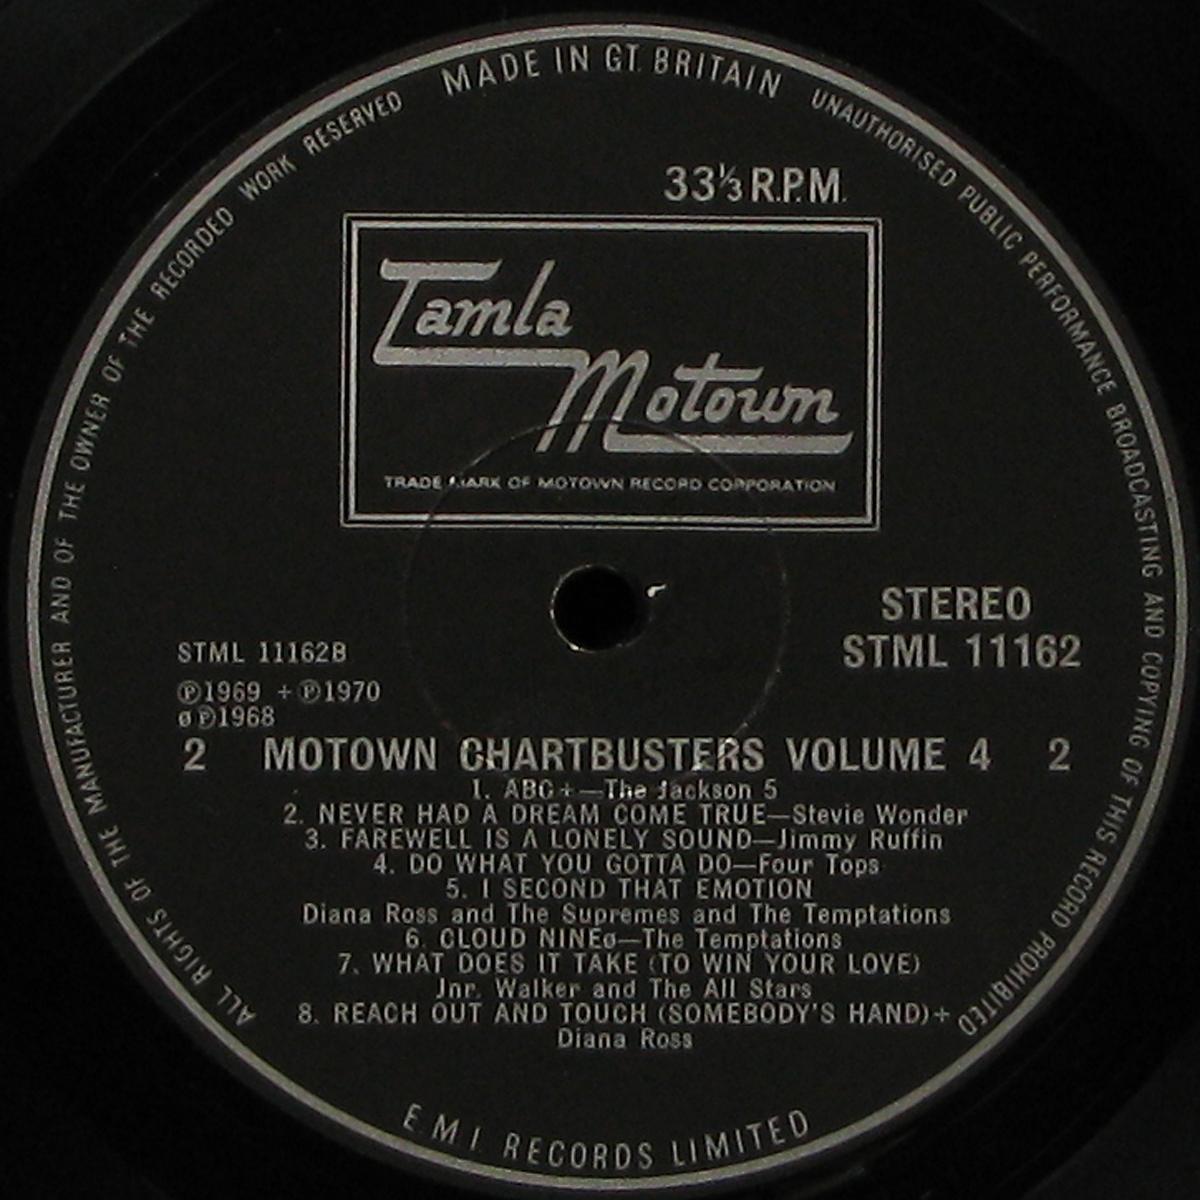 MADE IN GT. BRITAIN
UNAUTHORISED PUBLIC PERFORMANCE BROADCASTING AND COPYING OF THIS RECORD PROHIBITED
ALL RIGHTS OF THE MANUFACTURER AND OF THE OWNER OF THE RECORDED WORK RESERVED
33⅓ R.P.M.
Tamla
Motown
TRADE MARK OF MOTOWN RECORD CORPORATION
STEREO
STML 11162
STML 11162B
℗1969 +℗1970
ø℗1968
2 MOTOWN CHARTBUSTERS VOLUME 4 2
1. ABC+—The Jackson 5
2. NEVER HAD A DREAM COME TRUE—Stevie Wonder
3. FAREWELL IS A LONELY SOUND—Jimmy Ruffin
4. DO WHAT YOU GOTTA DO—Four Tops
5. I SECOND THAT EMOTION
Diana Ross and The Supremes and The Temptations
6. CLOUD NINEø—The Temptations
7. WHAT DOES IT TAKE (TO WIN YOUR LOVE)
Jnr. Walker and The All Stars
8. REACH OUT AND TOUCH (SOMEBODY'S HAND)+
Diana Ross
E.M.I. RECORDS LIMITED